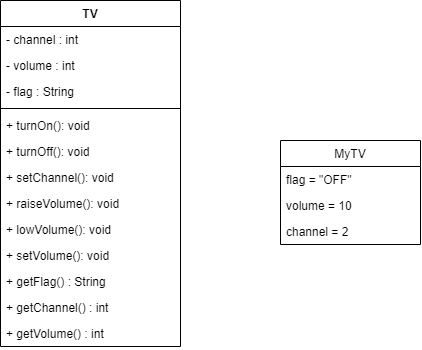 TV
- channel : int
- volume : int
- flag : String
+ turnOn(): void
+ turnOff(): void
+ setChannel(): void
+ raiseVolume(): void
+ lowVolume(): void
+ setVolume(): void
+ getFlag() : String
+ getChannel() : int
+ getVolume() : int
MyTV
flag = "OFF"
volume = 10
channel = 2